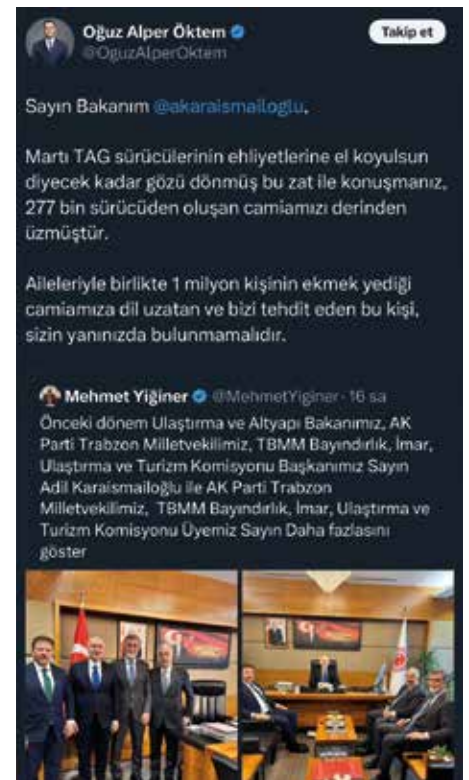 Oğuz Alper Öktem
@OguzAlperOktem
Takip et
Sayın Bakanım @akaraismailoglu,
Martı TAG sürücülerinin ehliyetlerine el koyulsun
diyecek kadar gözü dönmüş bu zat ile konuşmanız,
277 bin sürücüden oluşan camiamızı derinden
üzmüştür.
Aileleriyle birlikte 1 milyon kişinin ekmek yediği
camiamıza dil uzatan ve bizi tehdit eden bu kişi,
sizin yanınızda bulunmamalıdır.
Mehmet Yiğiner @MehmetYiginer · 16 sa
Önceki dönem Ulaştırma ve Altyapı Bakanımız, AK
Parti Trabzon Milletvekilimiz, TBMM Bayındırlık, İmar,
Ulaştırma ve Turizm Komisyonu Başkanımız Sayın
Adil Karaismailoğlu ile AK Parti Trabzon
Milletvekilimiz, TBMM Bayındırlık, İmar, Ulaştırma ve
Turizm Komisyonu Üyemiz Sayın Daha fazlasını
göster